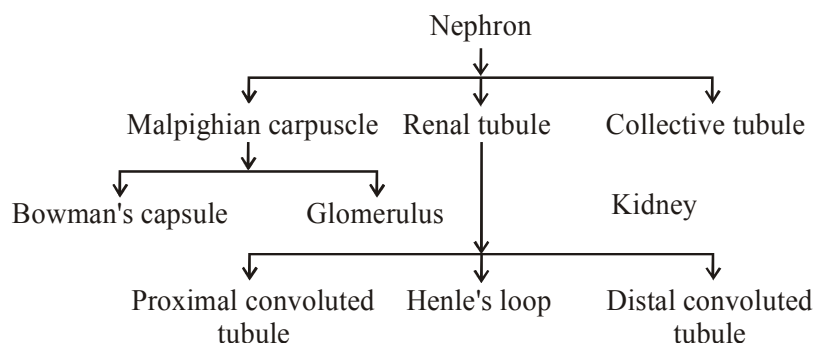 Nephron
Malpighian carpuscle Renal tubule Collective tubule
Bowman's capsule Glomerulus Kidney
Proximal convoluted Henle's loop Distal convoluted
tubule tubule